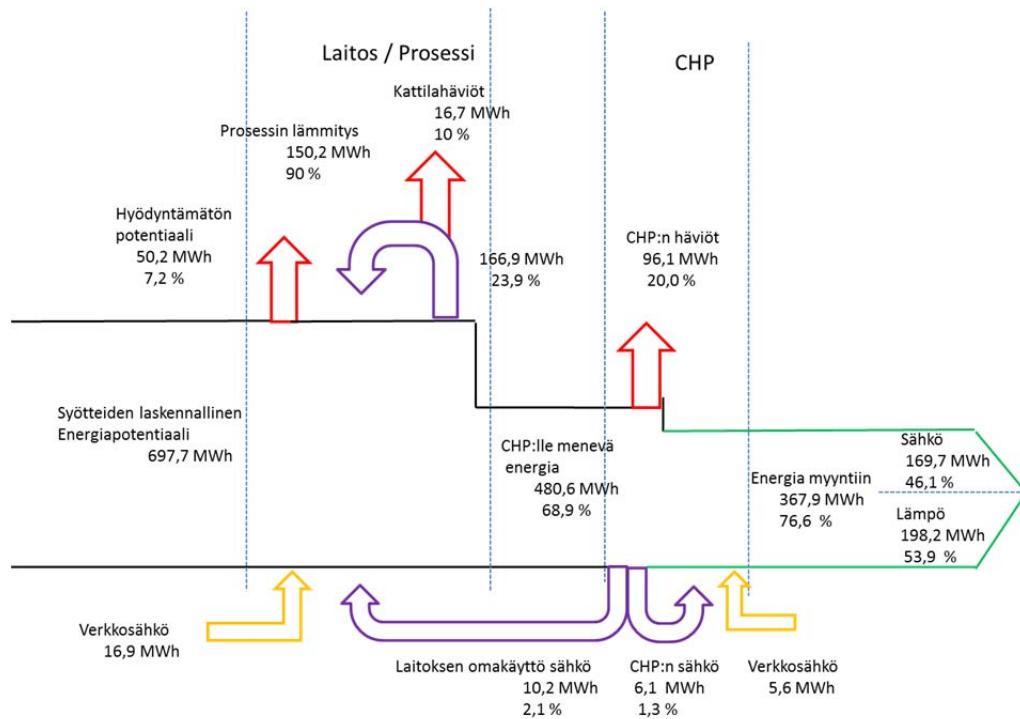 Laitos / Prosessi
CHP
Kattilahäviöt
16,7 MWh
10 %
Prosessin lämmitys
150,2 MWh
90 %
Hyödyntämätön
potentiaali
50,2 MWh
7,2 %
166,9 MWh
23,9 %
CHP:n häviöt
96,1 MWh
20,0 %
Syötteiden laskennallinen
Energiapotentiaali
697,7 MWh
CHP:lle menevä
energia
480,6 MWh
68,9 %
Energia myyntiin
367,9 MWh
76,6 %
Sähkö
169,7 MWh
46,1 %
Lämpö
198,2 MWh
53,9 %
Verkkosähkö
16,9 MWh
Laitoksen omakäyttö sähkö
10,2 MWh
2,1 %
CHP:n sähkö
6,1 MWh
1,3 %
Verkkosähkö
5,6 MWh